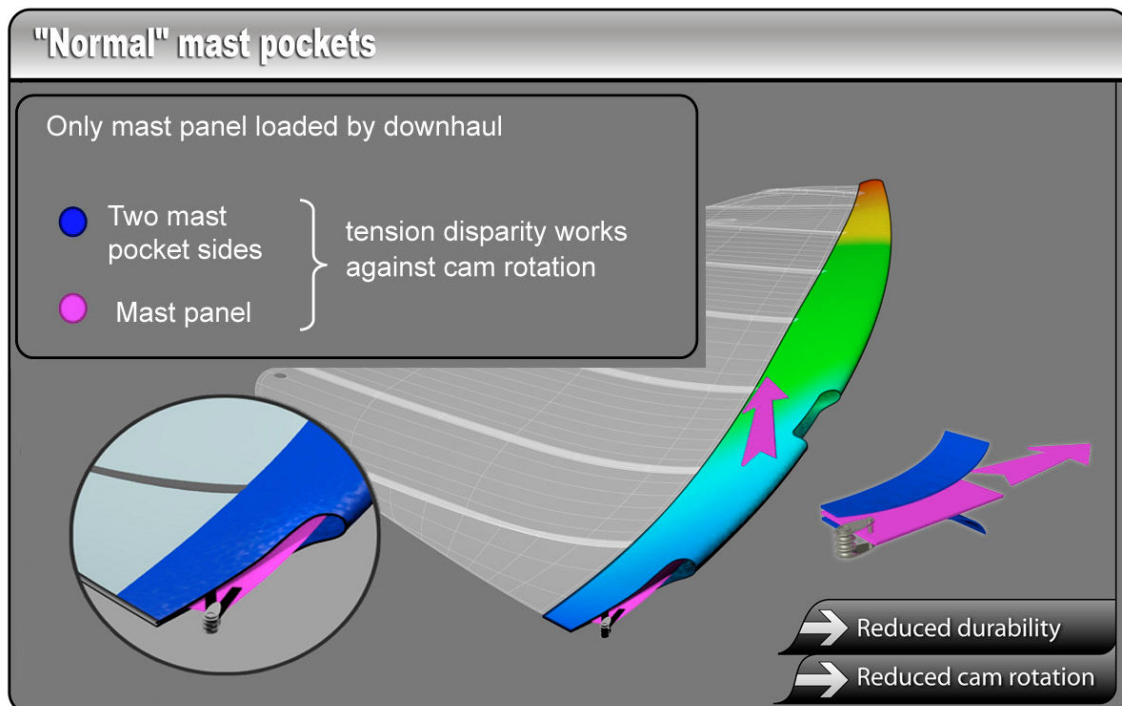 "Normal" mast pockets
Only mast panel loaded by downhaul
Two mast
pocket sides
tension disparity works
against cam rotation
Mast panel
Reduced durability
Reduced cam rotation